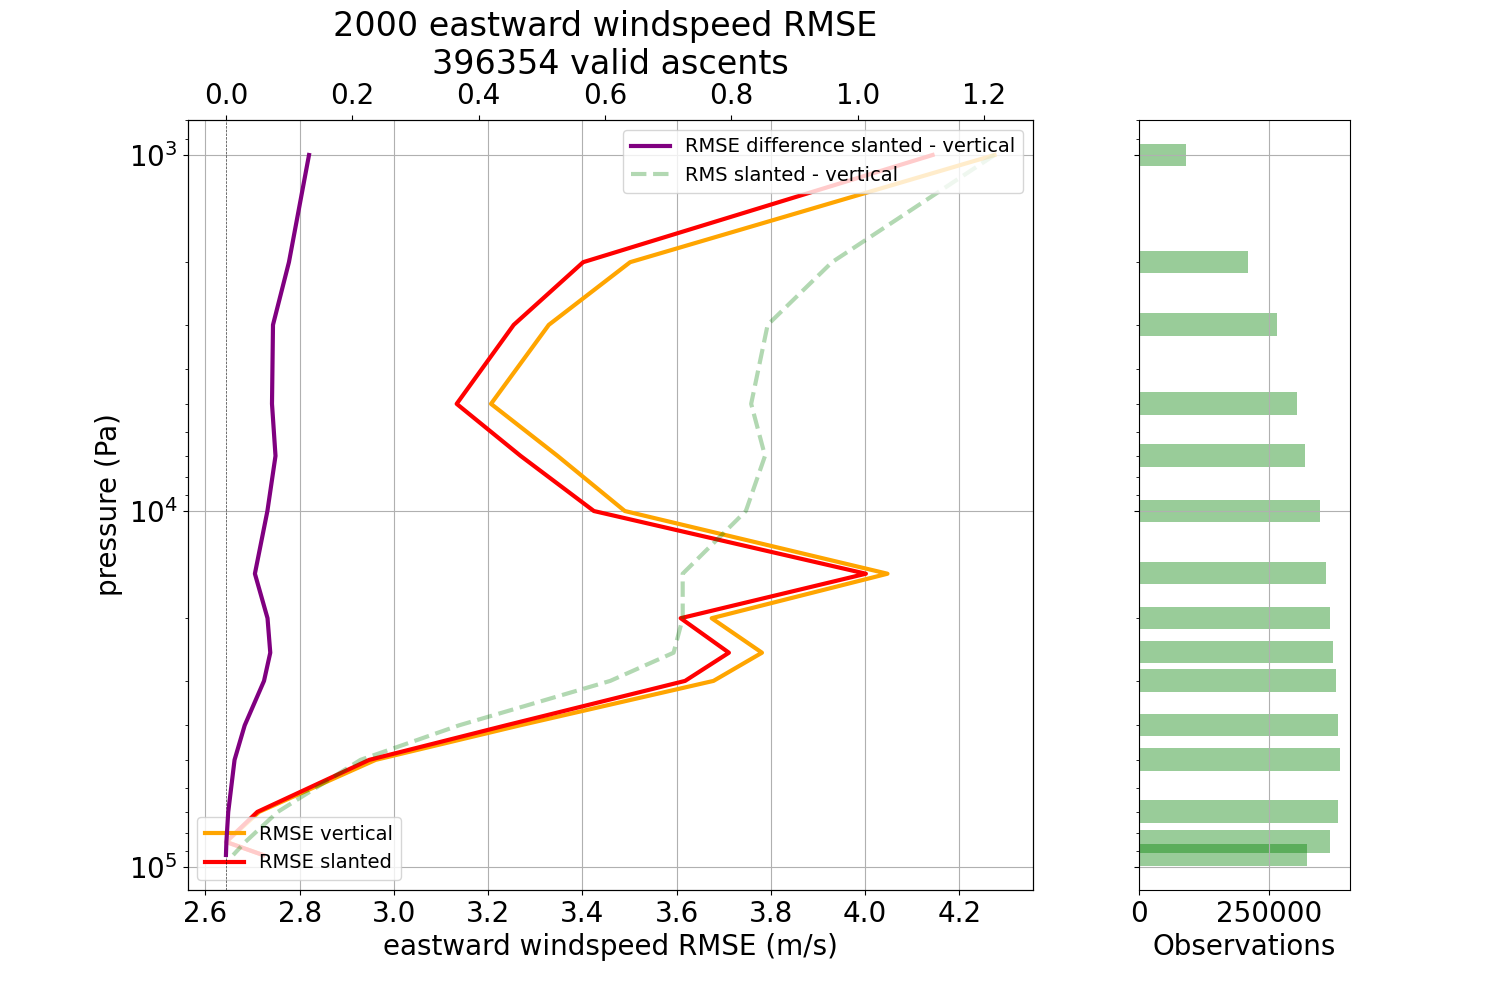 2000 eastward windspeed RMSE
396354 valid ascents
0.0 0.2 0.4 0.6 0.8 1.0 1.2
RMSE difference slanted - vertical
RMS slanted - vertical
10³
10⁴
10⁵
pressure (Pa)
RMSE vertical
RMSE slanted
2.6 2.8 3.0 3.2 3.4 3.6 3.8 4.0 4.2
eastward windspeed RMSE (m/s)
0 250000
Observations